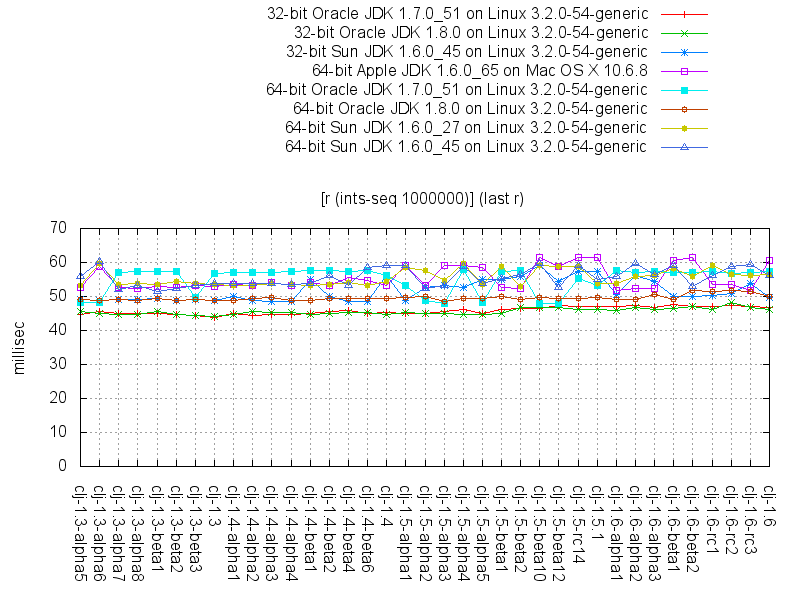 32-bit Oracle JDK 1.7.0_51 on Linux 3.2.0-54-generic
32-bit Oracle JDK 1.8.0 on Linux 3.2.0-54-generic
32-bit Sun JDK 1.6.0_45 on Linux 3.2.0-54-generic
64-bit Apple JDK 1.6.0_65 on Mac OS X 10.6.8
64-bit Oracle JDK 1.7.0_51 on Linux 3.2.0-54-generic
64-bit Oracle JDK 1.8.0 on Linux 3.2.0-54-generic
64-bit Sun JDK 1.6.0_27 on Linux 3.2.0-54-generic
64-bit Sun JDK 1.6.0_45 on Linux 3.2.0-54-generic
[r (ints-seq 1000000)] (last r)
70
60
50
40
30
20
10
0
millisec
clj-1.3-alpha5
clj-1.3-alpha6
clj-1.3-alpha7
clj-1.3-alpha8
clj-1.3-beta1
clj-1.3-beta2
clj-1.3-beta3
clj-1.3
clj-1.4-alpha1
clj-1.4-alpha2
clj-1.4-alpha3
clj-1.4-alpha4
clj-1.4-beta1
clj-1.4-beta2
clj-1.4-beta4
clj-1.4-beta6
clj-1.4
clj-1.5-alpha1
clj-1.5-alpha2
clj-1.5-alpha3
clj-1.5-alpha4
clj-1.5-alpha5
clj-1.5-beta1
clj-1.5-beta2
clj-1.5-beta10
clj-1.5-beta12
clj-1.5-rc14
clj-1.5.1
clj-1.6-alpha1
clj-1.6-alpha2
clj-1.6-alpha3
clj-1.6-beta1
clj-1.6-beta2
clj-1.6-rc1
clj-1.6-rc2
clj-1.6-rc3
clj-1.6